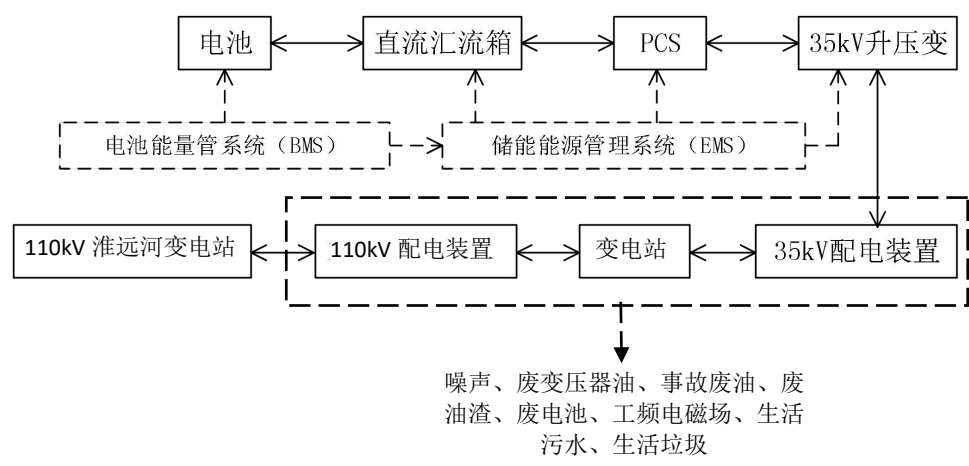 电池
直流汇流箱
PCS
35kV升压变
电池能量管系统（BMS）
储能能源管理系统（EMS）
110kV 淮远河变电站
110kV 配电装置
变电站
35kV配电装置
噪声、废变压器油、事故废油、废
油渣、废电池、工频电磁场、生活
污水、生活垃圾